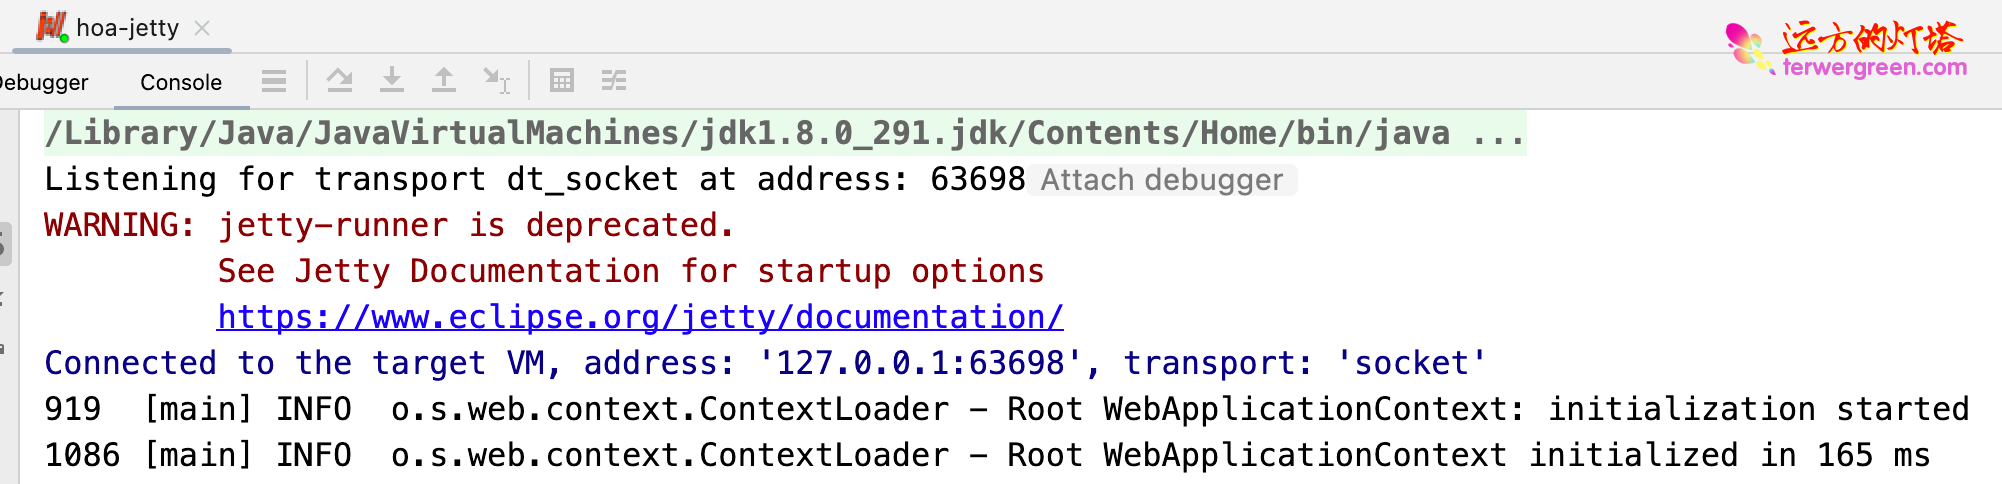 hoa-jetty
远方的灯塔
terwergreen.com
Debugger Console
/Library/Java/JavaVirtualMachines/jdk1.8.0_291.jdk/Contents/Home/bin/java ...
Listening for transport dt_socket at address: 63698 Attach debugger
WARNING: jetty-runner is deprecated.
See Jetty Documentation for startup options
https://www.eclipse.org/jetty/documentation/
Connected to the target VM, address: '127.0.0.1:63698', transport: 'socket'
919 [main] INFO o.s.web.context.ContextLoader - Root WebApplicationContext: initialization started
1086 [main] INFO o.s.web.context.ContextLoader - Root WebApplicationContext initialized in 165 ms